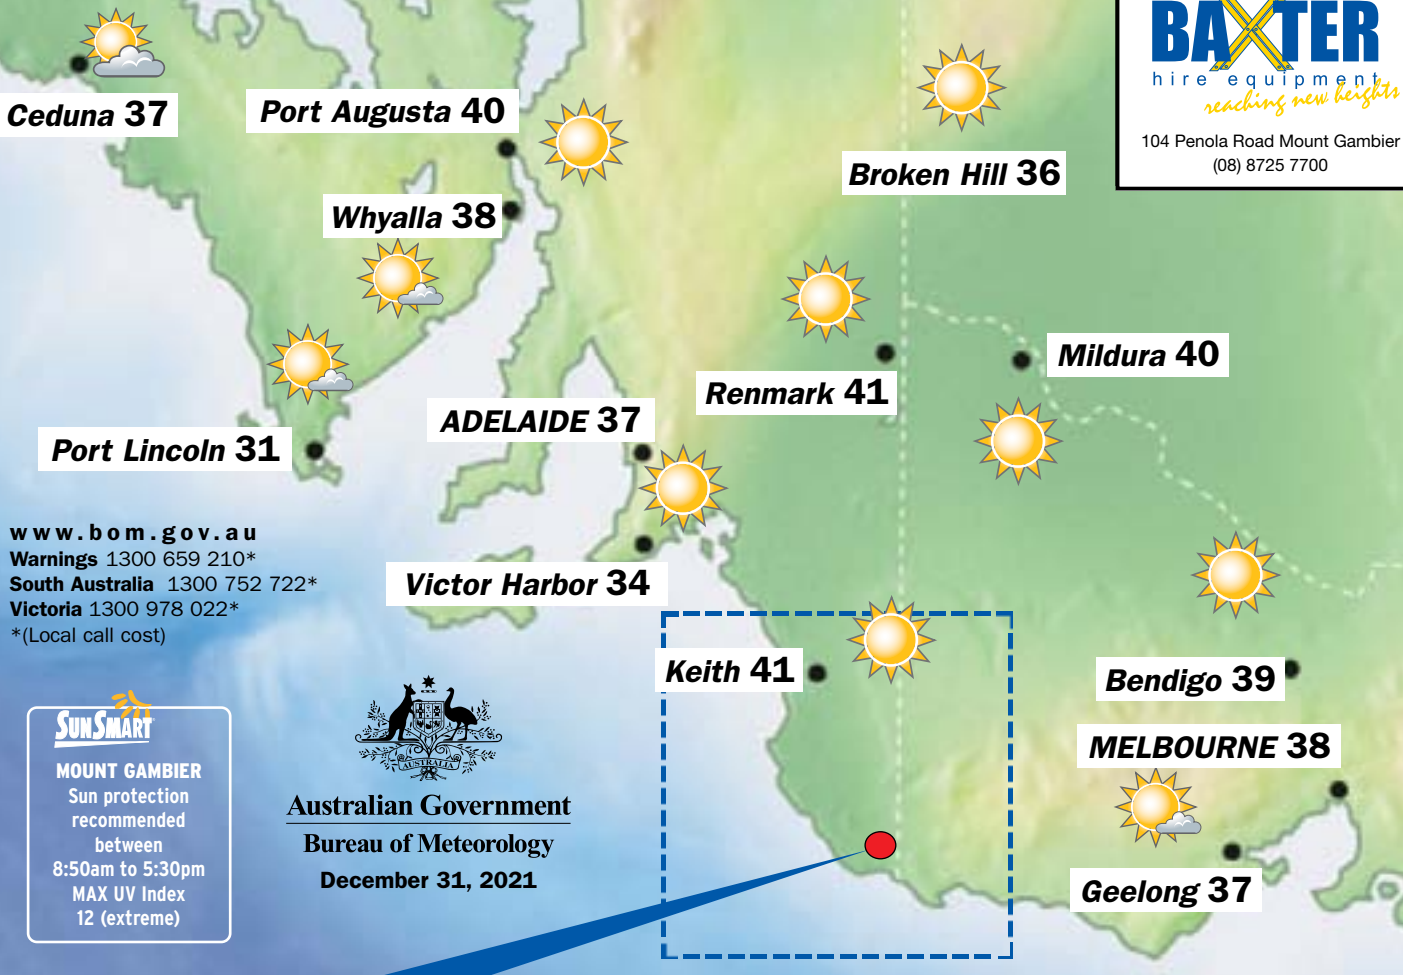 BAXTER
hire equipment
reaching new heights
104 Penola Road Mount Gambier
(08) 8725 7700
Ceduna 37
Port Augusta 40
Broken Hill 36
Whyalla 38
Mildura 40
Renmark 41
ADELAIDE 37
Port Lincoln 31
www.bom.gov.au
Warnings 1300 659 210*
South Australia 1300 752 722*
Victoria 1300 978 022*
*(Local call cost)
Victor Harbor 34
Keith 41
Bendigo 39
MELBOURNE 38
Geelong 37
SUNSMART
MOUNT GAMBIER
Sun protection
recommended
between
8:50am to 5:30pm
MAX UV Index
12 (extreme)
AUSTRALIA
Australian Government
Bureau of Meteorology
December 31, 2021